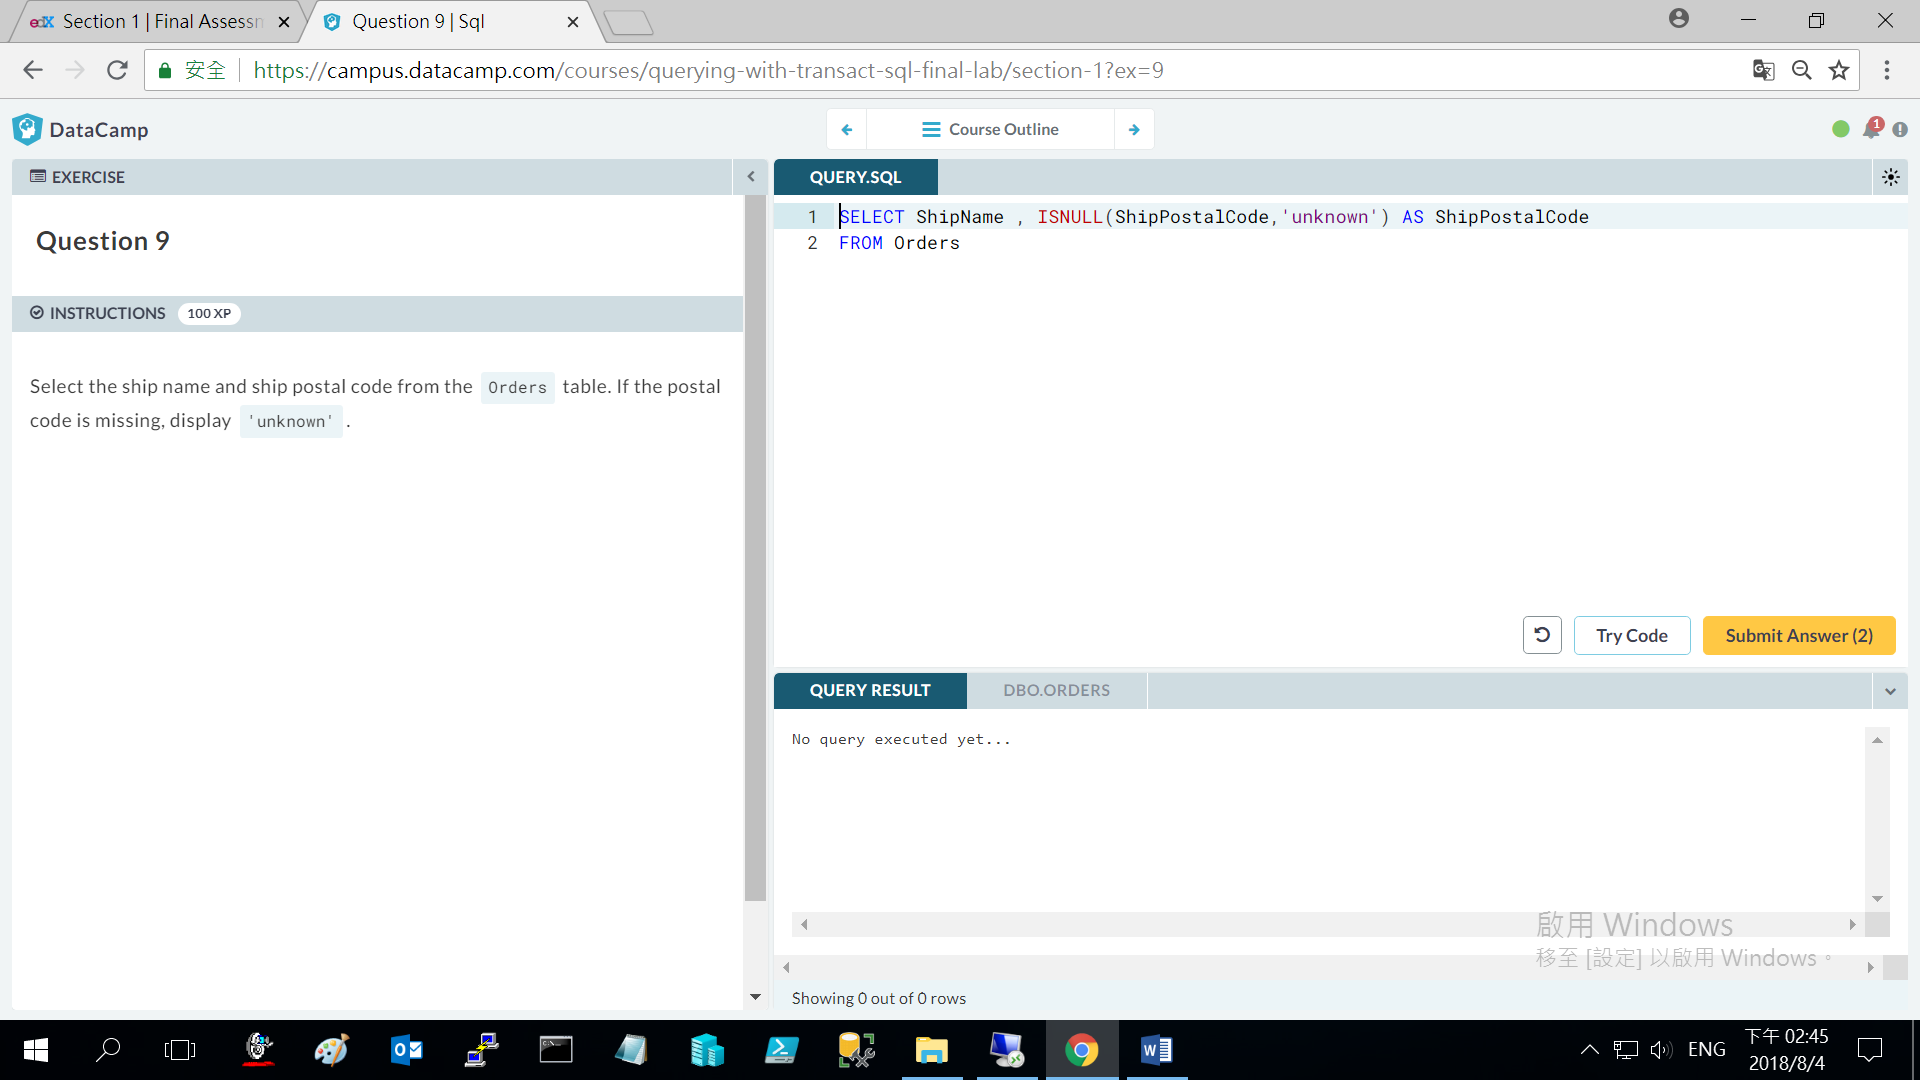 edX Section 1 | Final Assessm
Question 9 | Sql
安全 https://campus.datacamp.com/courses/querying-with-transact-sql-final-lab/section-1?ex=9
DataCamp
Course Outline
1
EXERCISE
Question 9
INSTRUCTIONS 100 XP
Select the ship name and ship postal code from the Orders table. If the postal
code is missing, display 'unknown' .
QUERY.SQL
1 SELECT ShipName , ISNULL(ShipPostalCode,'unknown') AS ShipPostalCode
2 FROM Orders
Try Code
Submit Answer (2)
QUERY RESULT
DBO.ORDERS
No query executed yet...
啟用 Windows
移至 [設定] 以啟用 Windows。
Showing 0 out of 0 rows
ENG
下午 02:45
2018/8/4